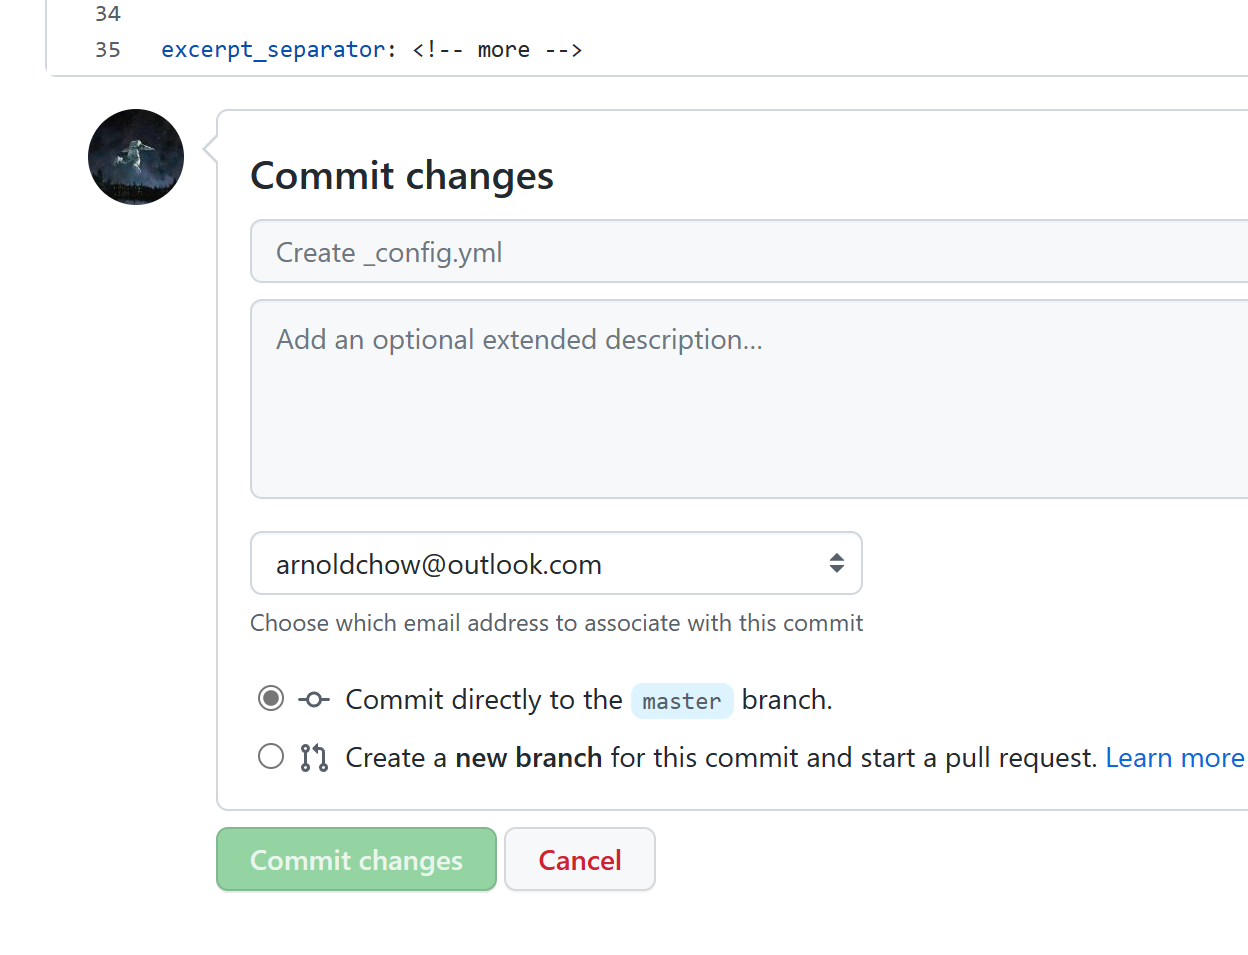 34
35 excerpt_separator: <!-- more -->
Commit changes
Create _config.yml
Add an optional extended description...
arnoldchow@outlook.com
Choose which email address to associate with this commit
Commit directly to the master branch.
Create a new branch for this commit and start a pull request. Learn more
Commit changes
Cancel